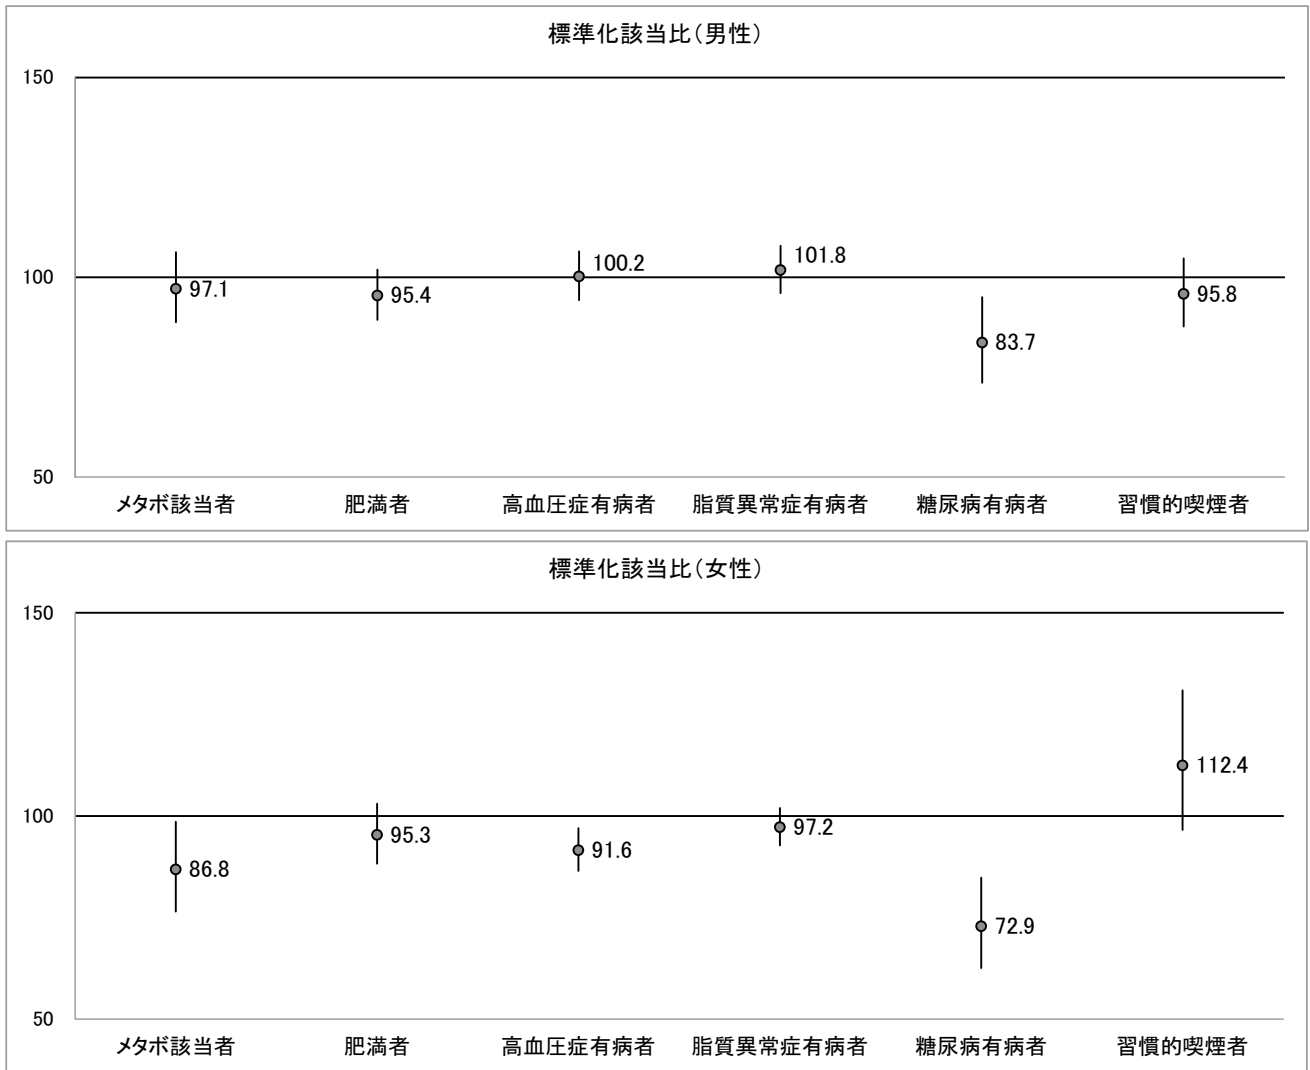 標準化該当比（男性）
150
100
50
97.1
95.4
100.2
101.8
83.7
95.8
メタボ該当者
肥満者
高血圧症有病者
脂質異常症有病者
糖尿病有病者
習慣的喫煙者
標準化該当比（女性）
150
100
50
86.8
95.3
91.6
97.2
72.9
112.4
メタボ該当者
肥満者
高血圧症有病者
脂質異常症有病者
糖尿病有病者
習慣的喫煙者